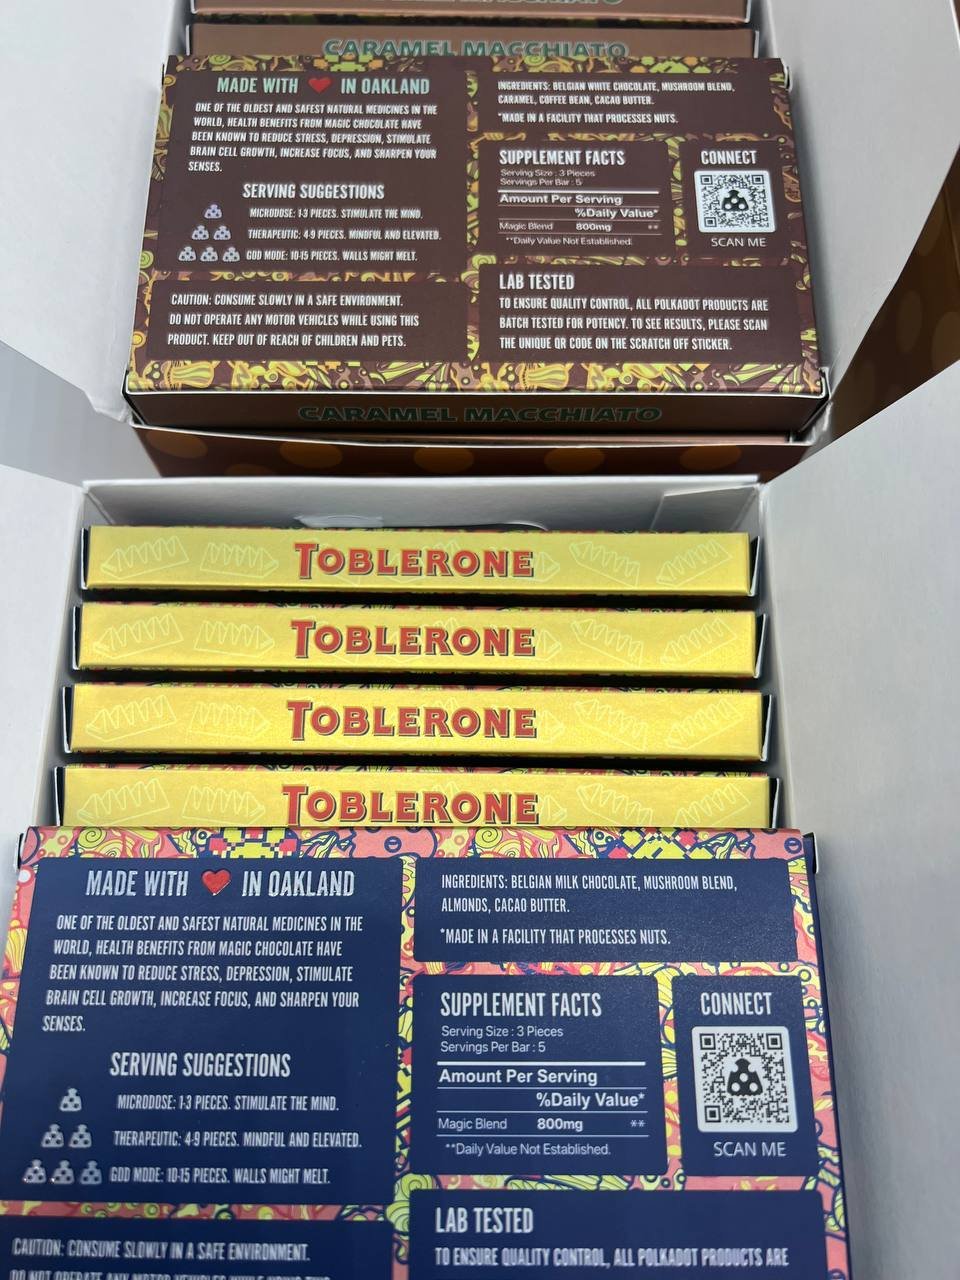 CARAMEL MACCHIATO
MADE WITH ❤ IN OAKLAND
ONE OF THE OLDEST AND SAFEST NATURAL MEDICINES IN THE
WORLD, HEALTH BENEFITS FROM MAGIC CHOCOLATE HAVE
BEEN KNOWN TO REDUCE STRESS, DEPRESSION, STIMULATE
BRAIN CELL GROWTH, INCREASE FOCUS, AND SHARPEN YOUR
SENSES.
SERVING SUGGESTIONS
MICRODOSE: 1-3 PIECES. STIMULATE THE MIND.
THERAPEUTIC: 4-9 PIECES. MINDFUL AND ELEVATED.
GOD MODE: 10-15 PIECES. WALLS MIGHT MELT.
CAUTION: CONSUME SLOWLY IN A SAFE ENVIRONMENT.
DO NOT OPERATE ANY MOTOR VEHICLES WHILE USING THIS
PRODUCT. KEEP OUT OF REACH OF CHILDREN AND PETS.
INGREDIENTS: BELGIAN WHITE CHOCOLATE, MUSHROOM BLEND,
CARAMEL, COFFEE BEAN, CACAO BUTTER.
*MADE IN A FACILITY THAT PROCESSES NUTS.
SUPPLEMENT FACTS
Serving Size : 3 Pieces
Servings Per Bar : 5
Amount Per Serving
%Daily Value*
Magic Blend 800mg **
**Daily Value Not Established.
CONNECT
SCAN ME
LAB TESTED
TO ENSURE QUALITY CONTROL, ALL POLKADOT PRODUCTS ARE
BATCH TESTED FOR POTENCY. TO SEE RESULTS, PLEASE SCAN
THE UNIQUE QR CODE ON THE SCRATCH OFF STICKER.
CARAMEL MACCHIATO
TOBLERONE
TOBLERONE
TOBLERONE
TOBLERONE
MADE WITH ❤ IN OAKLAND
ONE OF THE OLDEST AND SAFEST NATURAL MEDICINES IN THE
WORLD, HEALTH BENEFITS FROM MAGIC CHOCOLATE HAVE
BEEN KNOWN TO REDUCE STRESS, DEPRESSION, STIMULATE
BRAIN CELL GROWTH, INCREASE FOCUS, AND SHARPEN YOUR
SENSES.
SERVING SUGGESTIONS
MICRODOSE: 1-3 PIECES. STIMULATE THE MIND.
THERAPEUTIC: 4-9 PIECES. MINDFUL AND ELEVATED.
GOD MODE: 10-15 PIECES. WALLS MIGHT MELT.
CAUTION: CONSUME SLOWLY IN A SAFE ENVIRONMENT.
INGREDIENTS: BELGIAN MILK CHOCOLATE, MUSHROOM BLEND,
ALMONDS, CACAO BUTTER.
*MADE IN A FACILITY THAT PROCESSES NUTS.
SUPPLEMENT FACTS
Serving Size : 3 Pieces
Servings Per Bar : 5
Amount Per Serving
%Daily Value*
Magic Blend 800mg **
**Daily Value Not Established.
CONNECT
SCAN ME
LAB TESTED
TO ENSURE QUALITY CONTROL, ALL POLKADOT PRODUCTS ARE